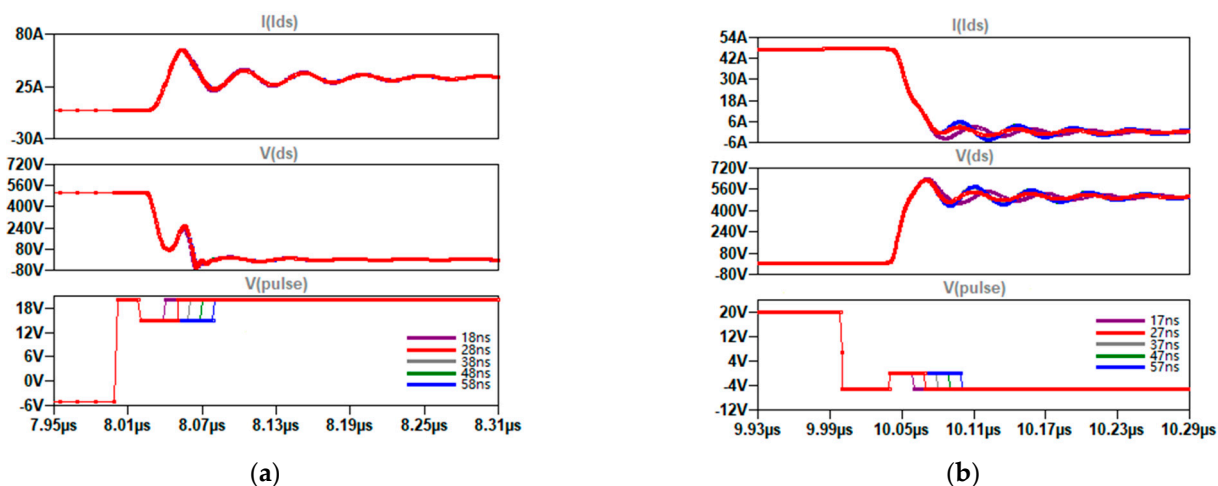 I(Ids)
80A
25A
-30A
V(ds)
720V
560V
400V
240V
80V
-80V
V(pulse)
18V
12V
6V
0V
-6V
18ns
28ns
38ns
48ns
58ns
7.95µs 8.01µs 8.07µs 8.13µs 8.19µs 8.25µs 8.31µs
(a)
I(Ids)
54A
42A
30A
18A
6A
-6A
V(ds)
720V
560V
400V
240V
80V
-80V
V(pulse)
20V
12V
4V
-4V
-12V
17ns
27ns
37ns
47ns
57ns
9.93µs 9.99µs 10.05µs 10.11µs 10.17µs 10.23µs 10.29µs
(b)